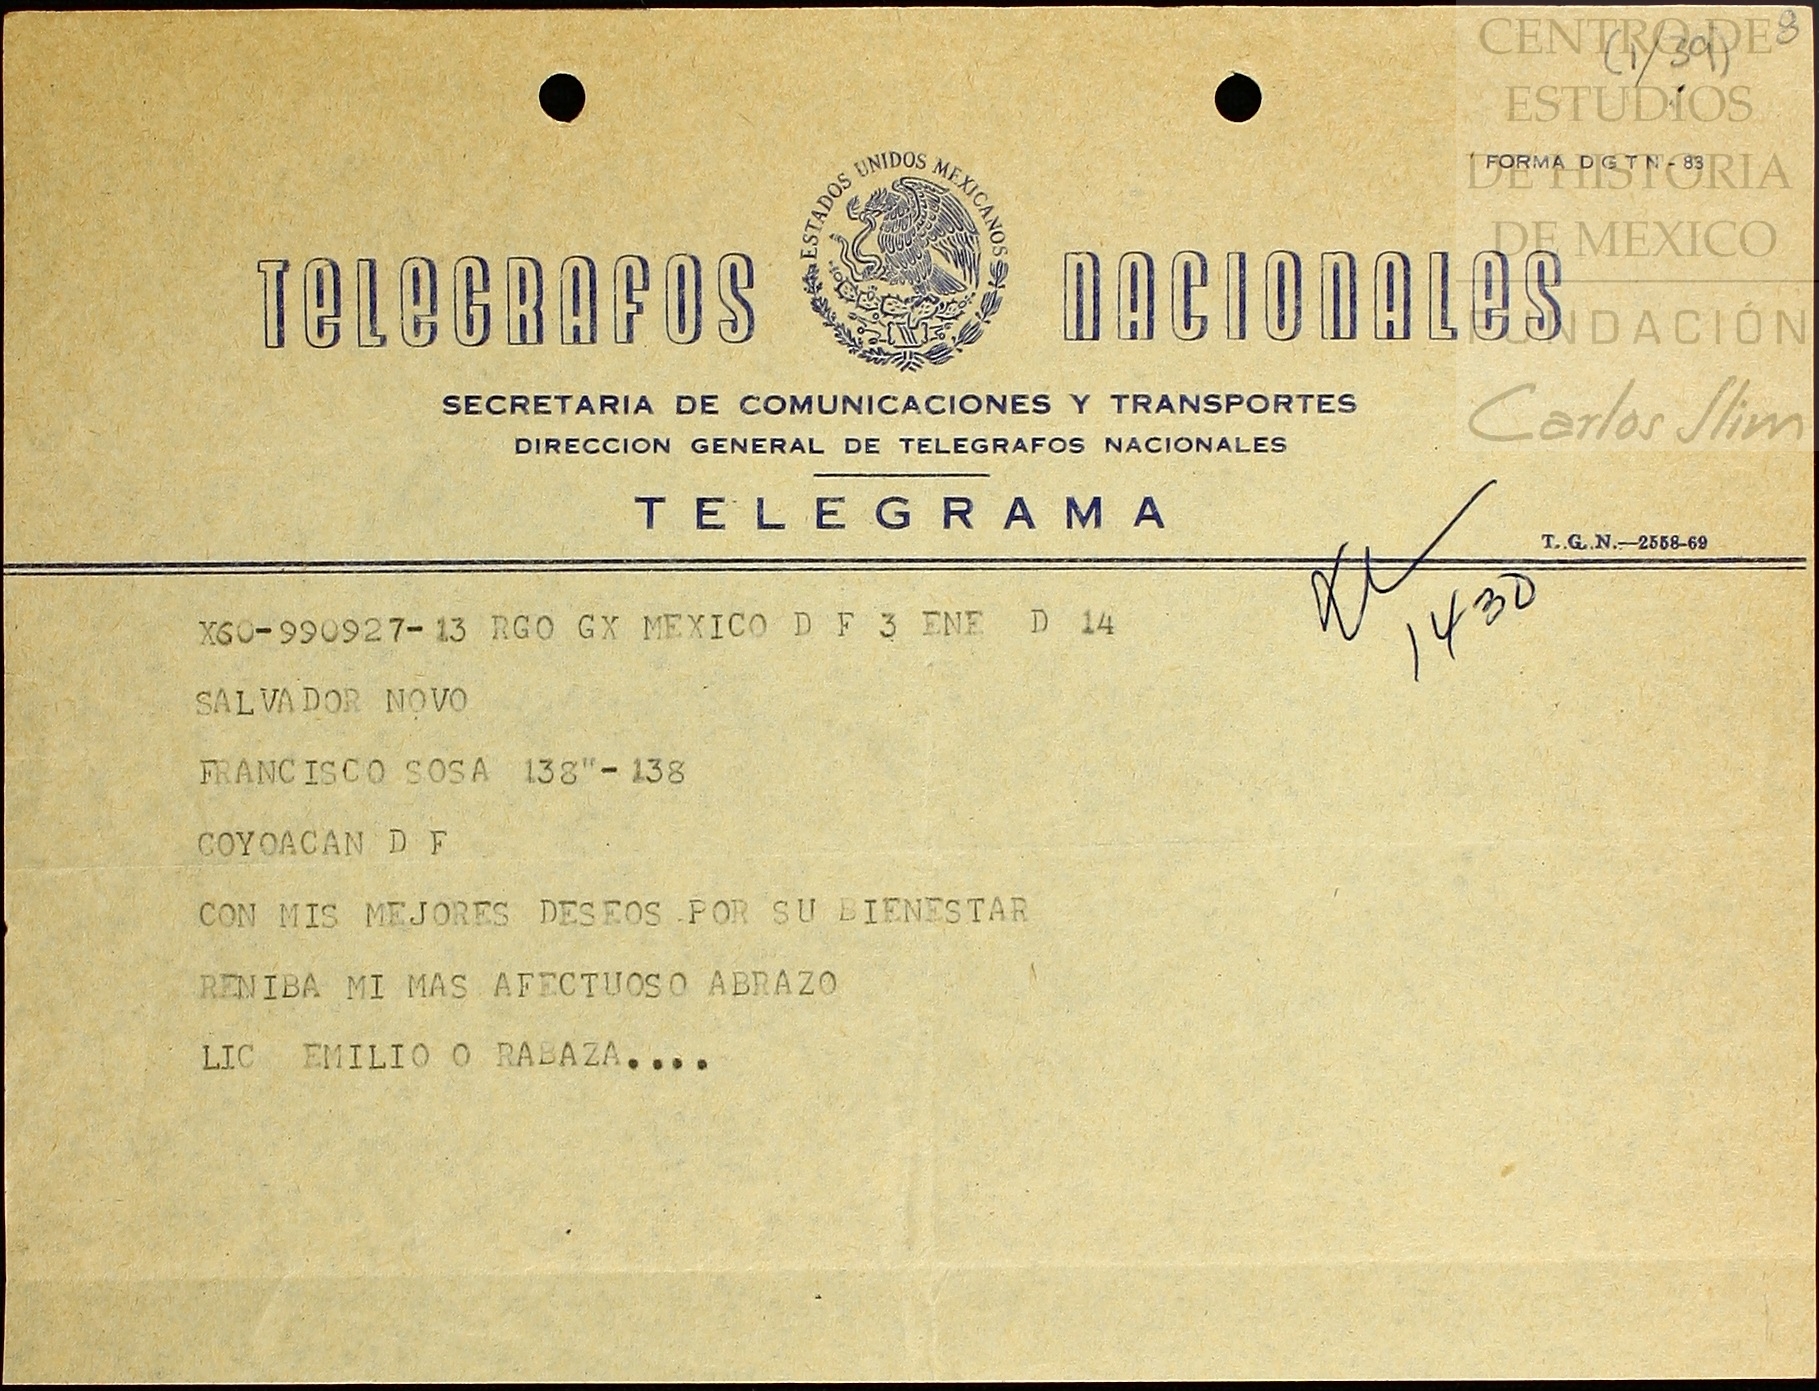 CENTRO DE
ESTUDIOS
DE HISTORIA
DE MEXICO
FUNDACIÓN
Carlos Slim
(1/39)
3
FORMA D G T N - 83
ESTADOS UNIDOS MEXICANOS
TELEGRAFOS NACIONALES
SECRETARIA DE COMUNICACIONES Y TRANSPORTES
DIRECCION GENERAL DE TELEGRAFOS NACIONALES
TELEGRAMA
T. G. N.—2558-69
1430
X60-990927-13 RGO GX MEXICO D F 3 ENE D 14
SALVADOR NOVO
FRANCISCO SOSA 138"-138
COYOACAN D F
CON MIS MEJORES DESEOS POR SU BIENESTAR
RENIBA MI MAS AFECTUOSO ABRAZO
LIC EMILIO O RABAZA....